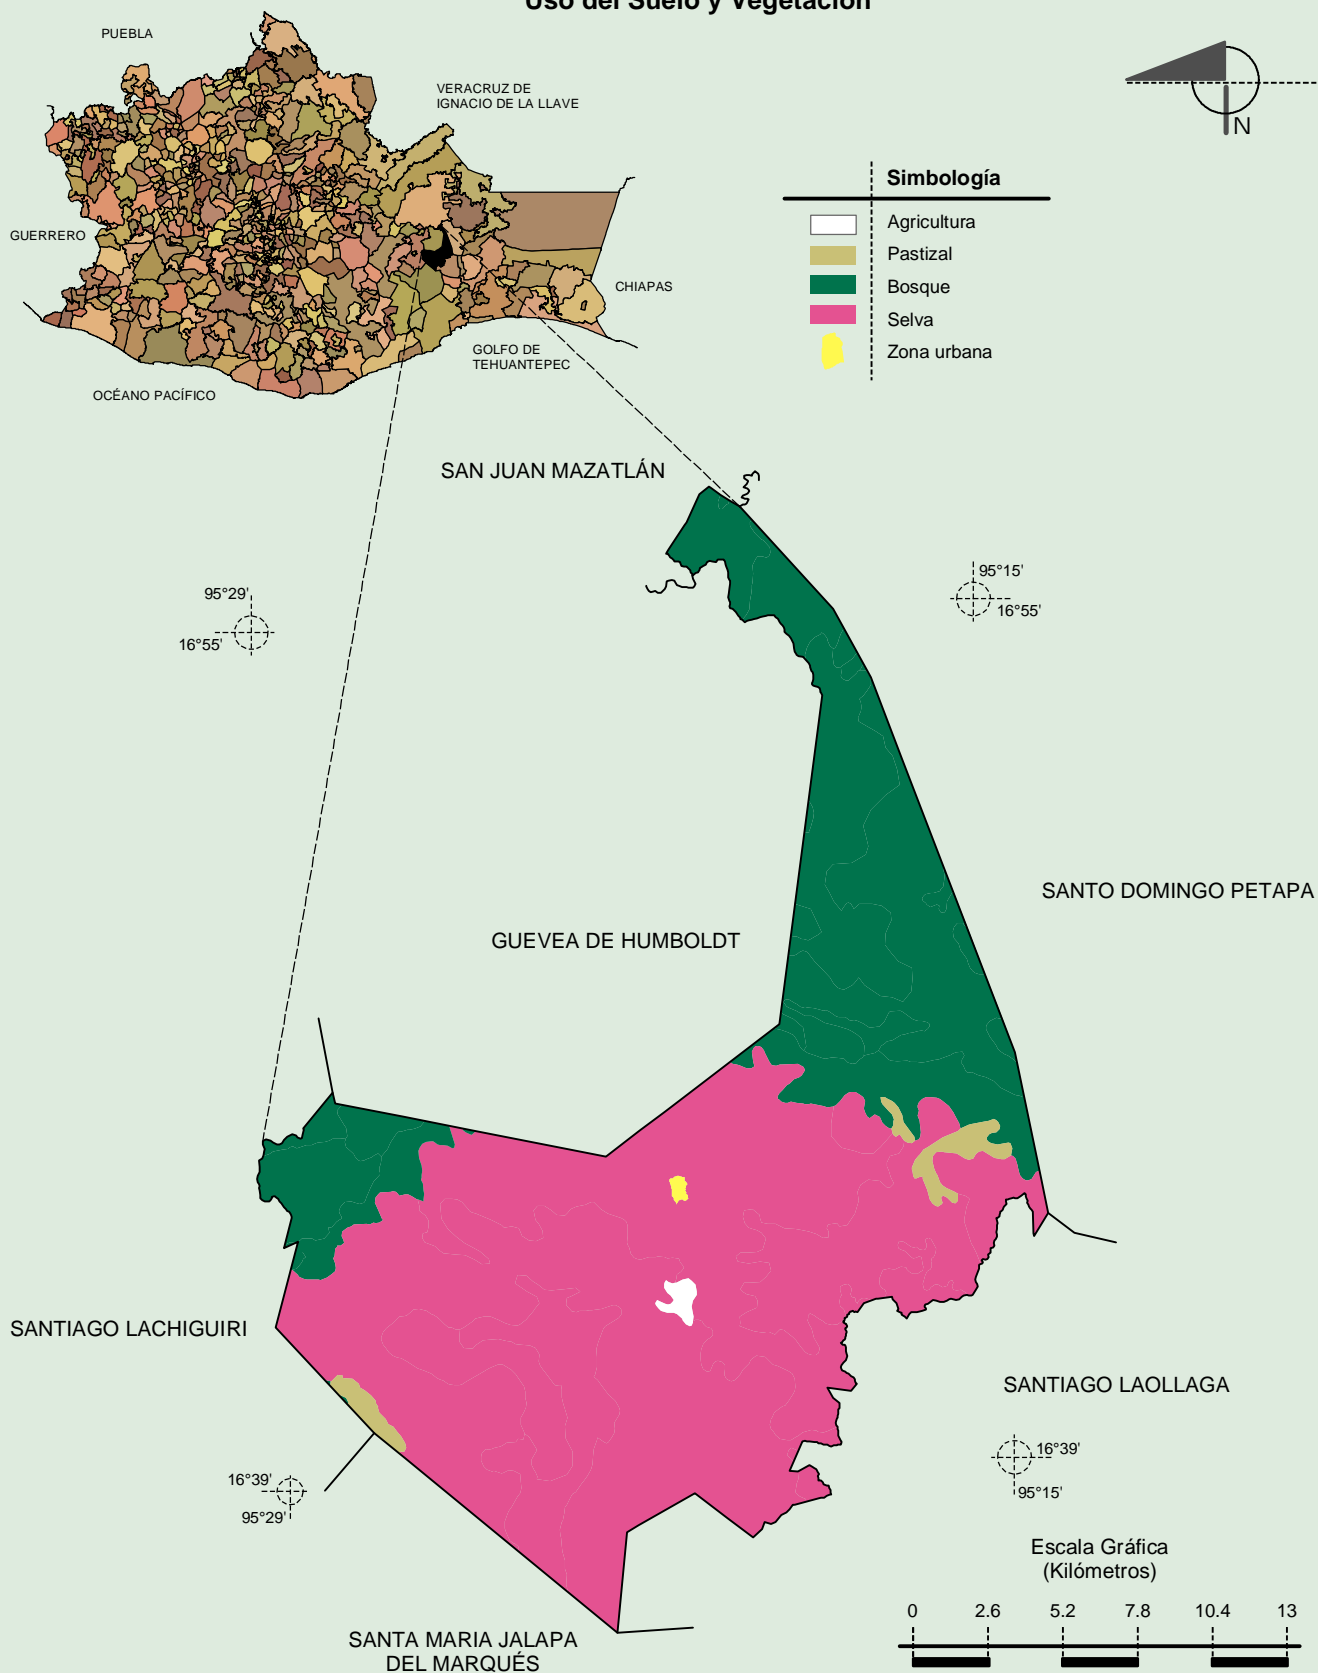 Uso del Suelo y Vegetación
PUEBLA
VERACRUZ DE
IGNACIO DE LA LLAVE
N
Simbología
Agricultura
Pastizal
Bosque
Selva
Zona urbana
GUERRERO
CHIAPAS
GOLFO DE
TEHUANTEPEC
OCÉANO PACÍFICO
SAN JUAN MAZATLÁN
95°29'
16°55'
95°15'
16°55'
SANTO DOMINGO PETAPA
GUEVEA DE HUMBOLDT
SANTIAGO LACHIGUIRI
SANTIAGO LAOLLAGA
16°39'
95°29'
16°39'
95°15'
Escala Gráfica
(Kilómetros)
0 2.6 5.2 7.8 10.4 13
SANTA MARIA JALAPA
DEL MARQUÉS